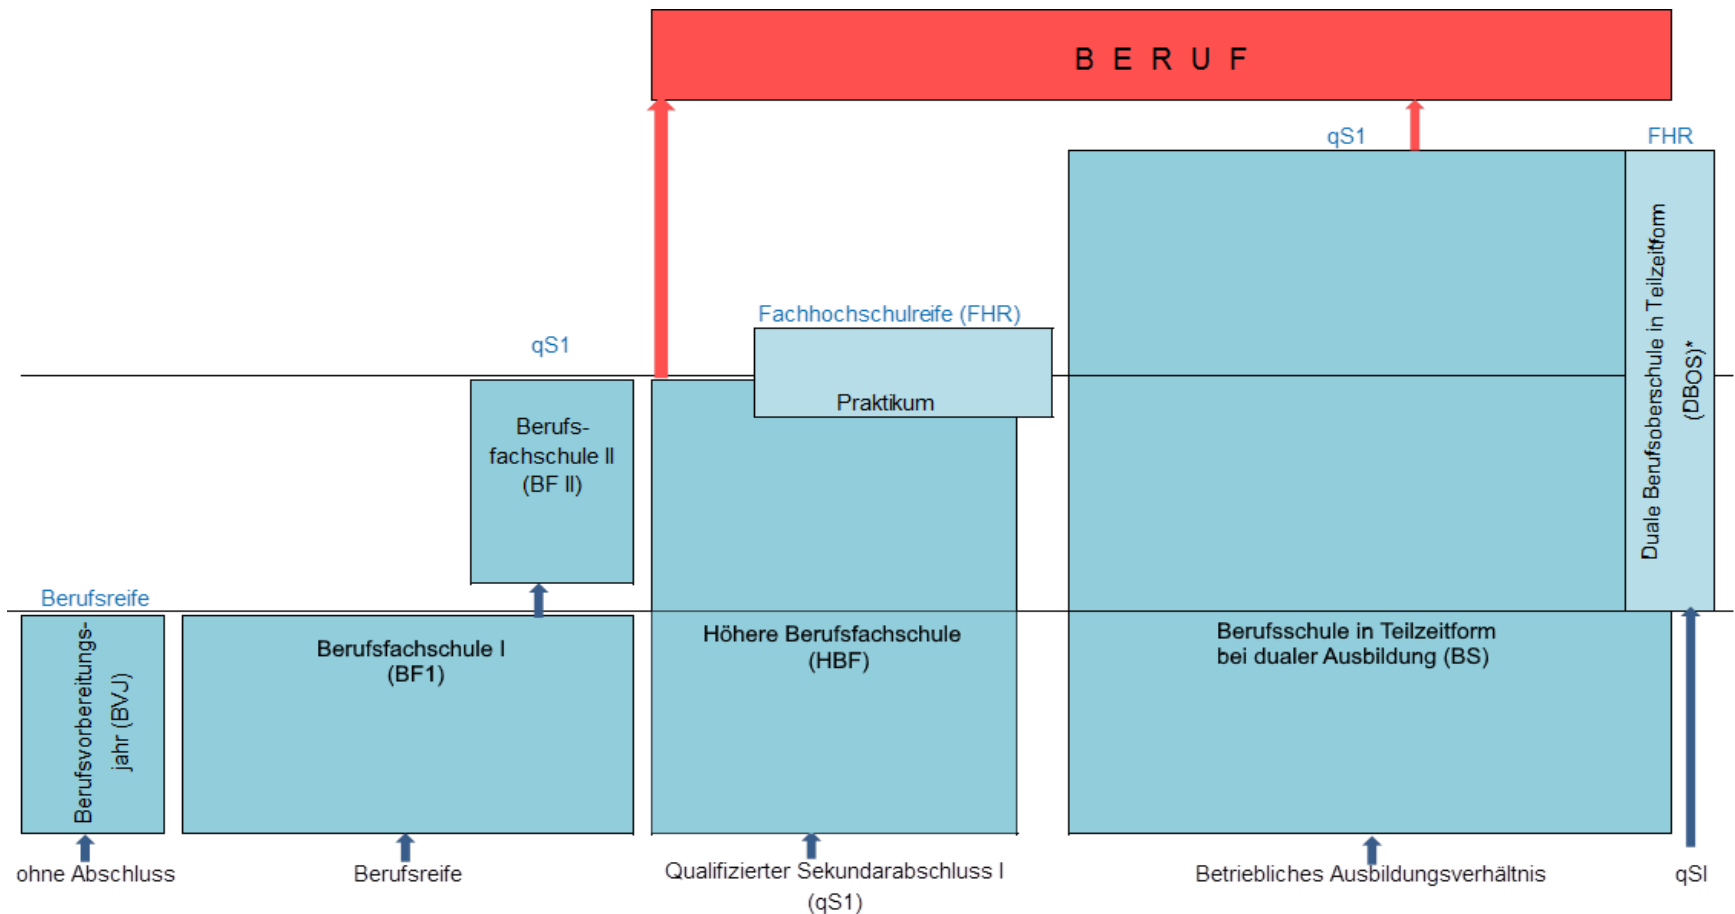 B E R U F
qS1
FHR
Fachhochschulreife (FHR)
qS1
Praktikum
Berufs-
fachschule II
(BF II)
Duale Berufsoberschule in Teilzeitform
(DBOS)*
Berufsreife
Berufsvorbereitungs-
jahr (BVJ)
Berufsfachschule I
(BF1)
Höhere Berufsfachschule
(HBF)
Berufsschule in Teilzeitform
bei dualer Ausbildung (BS)
ohne Abschluss
Berufsreife
Qualifizierter Sekundarabschluss I
(qS1)
Betriebliches Ausbildungsverhältnis
qSI